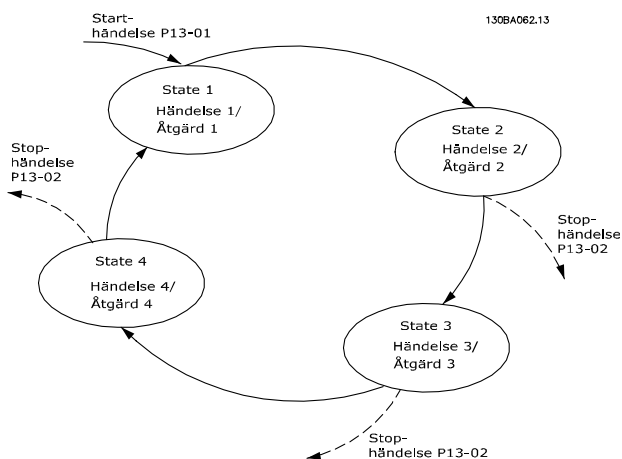 Start-
händelse P13-01
130BA062.13
State 1
Händelse 1/
Åtgärd 1
State 2
Händelse 2/
Åtgärd 2
Stop-
händelse
P13-02
Stop-
händelse
P13-02
State 4
Händelse 4/
Åtgärd 4
State 3
Händelse 3/
Åtgärd 3
Stop-
händelse P13-02